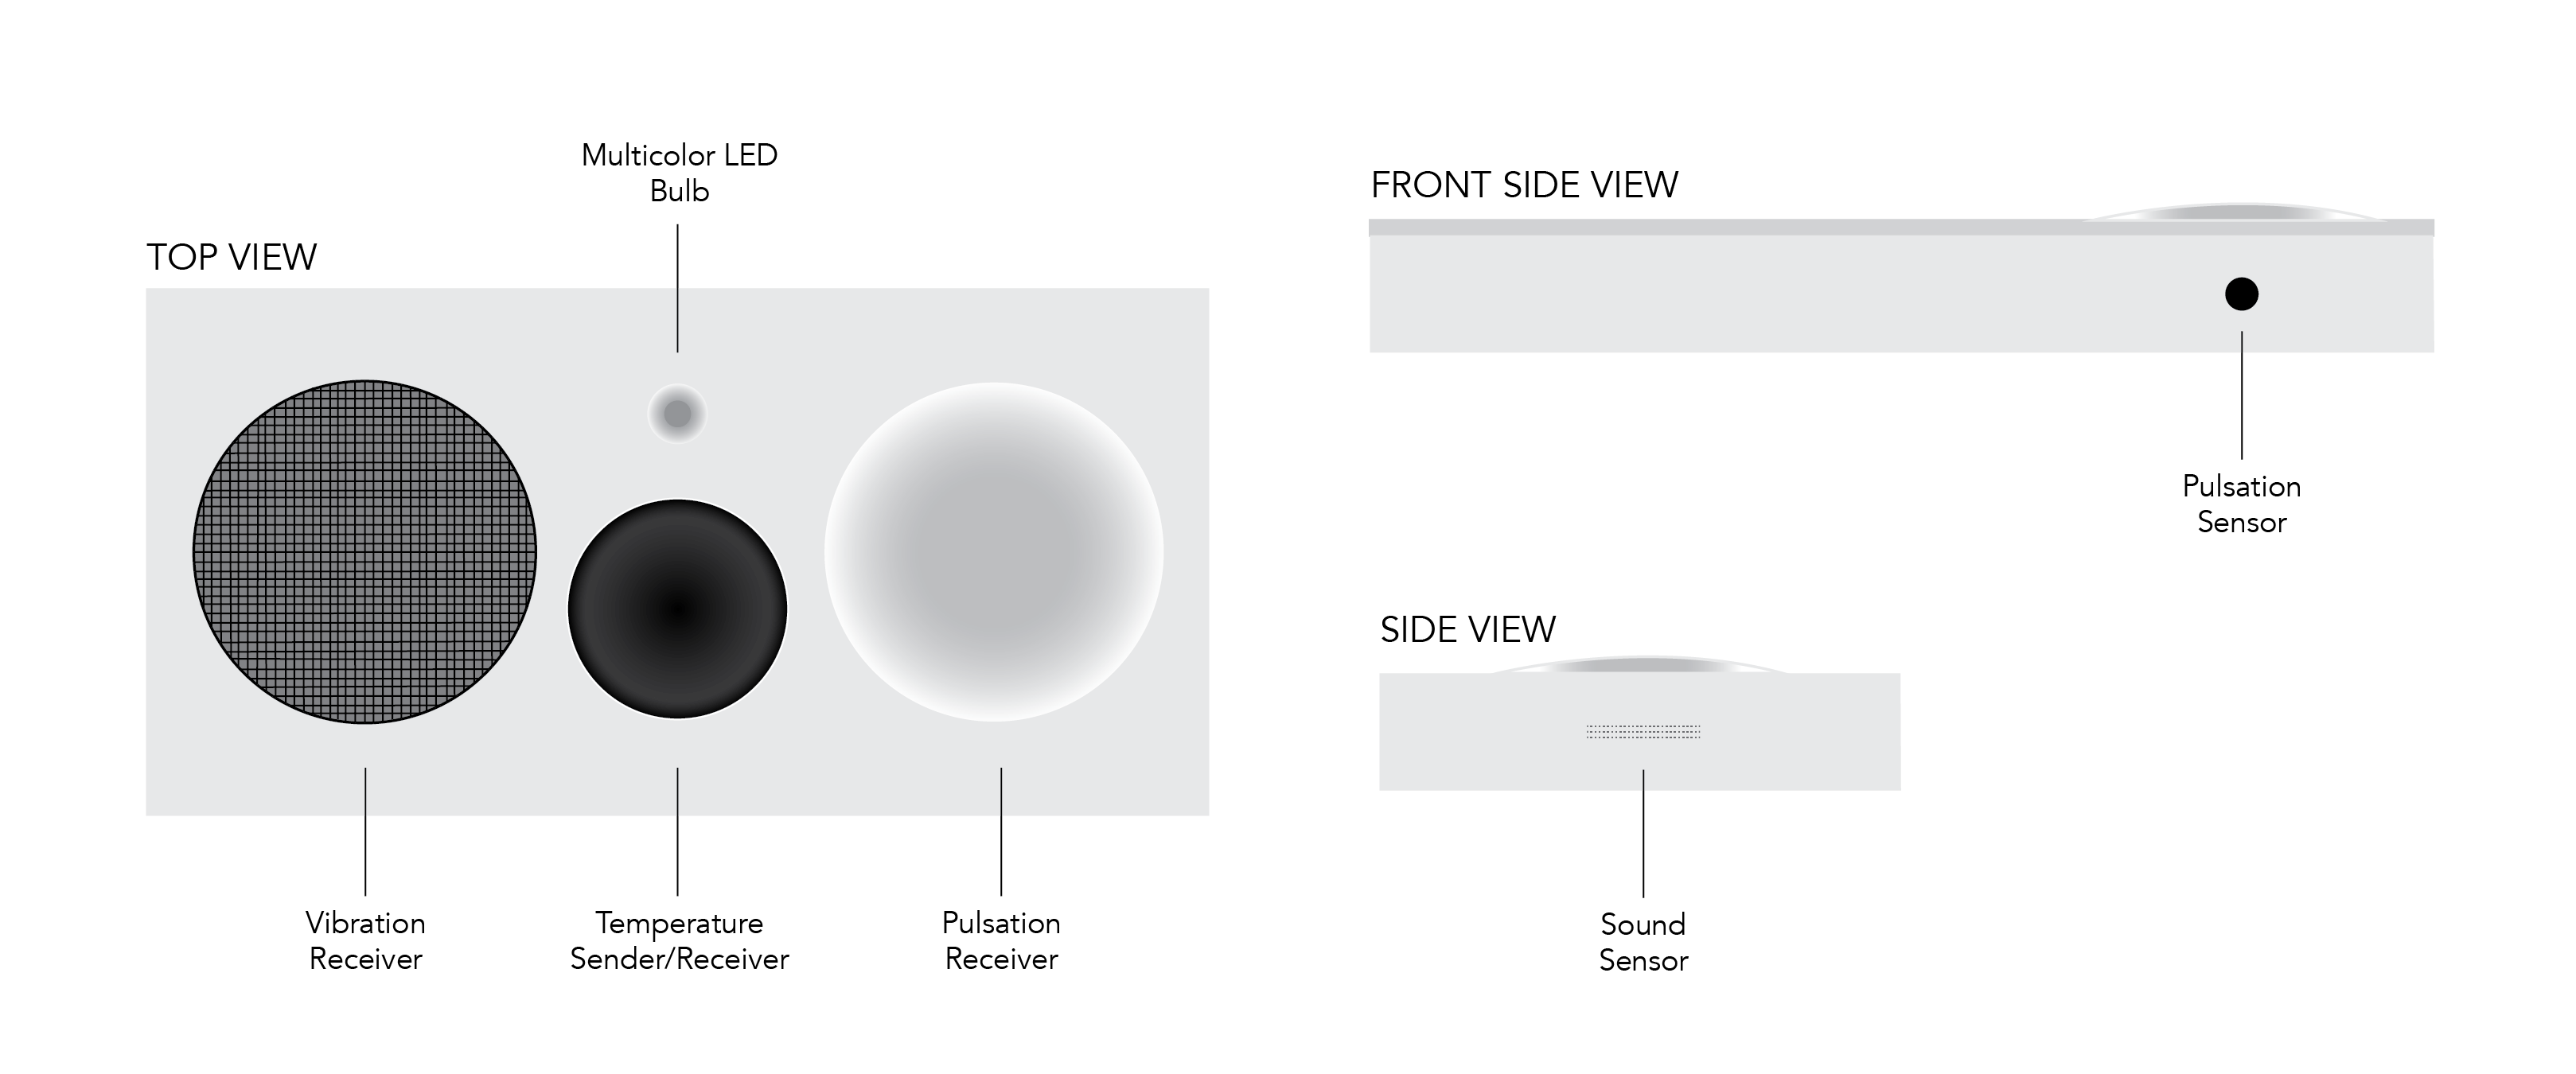 Multicolor LED
Bulb
TOP VIEW
Vibration
Receiver
Temperature
Sender/Receiver
Pulsation
Receiver
FRONT SIDE VIEW
Pulsation
Sensor
SIDE VIEW
Sound
Sensor